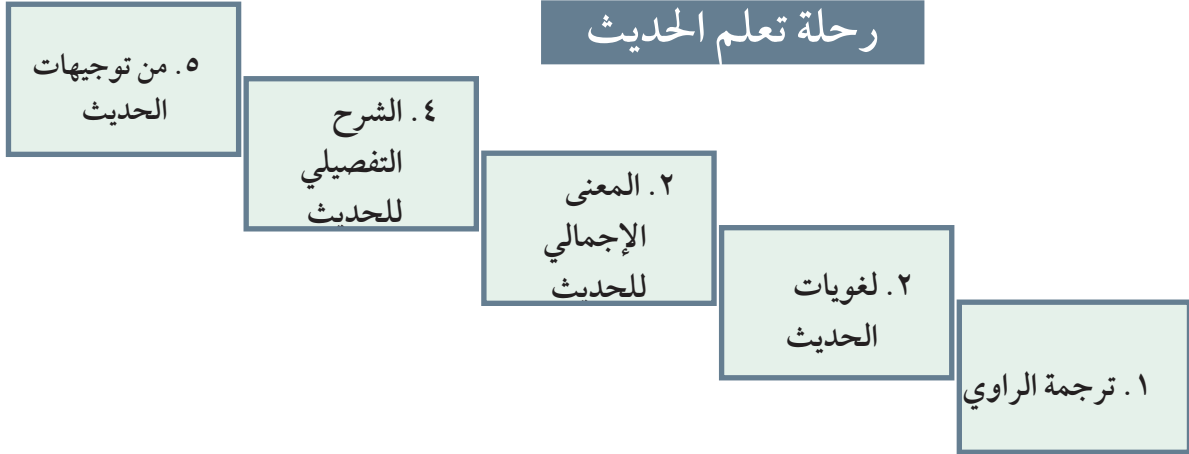 رحلة تعلم الحديث
١. ترجمة الراوي
٢. لغويات
الحديث
٢. المعنى
الإجمالي
للحديث
٤. الشرح
التفصيلي
للحديث
٥. من توجيهات
الحديث